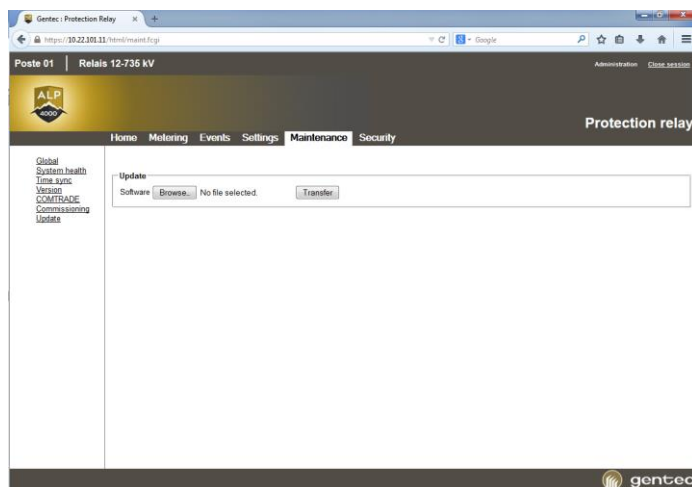 Gentec : Protection Relay
https://10.22.101.11/html/maint.fcgi
Google
Poste 01 Relais 12-735 kV
Administration Close session
ALP
4000
Protection relay
Home Metering Events Settings Maintenance Security
Global
System health
Time sync
Version
COMTRADE
Commissioning
Update
Update
Software Browse.. No file selected. Transfer
gentec